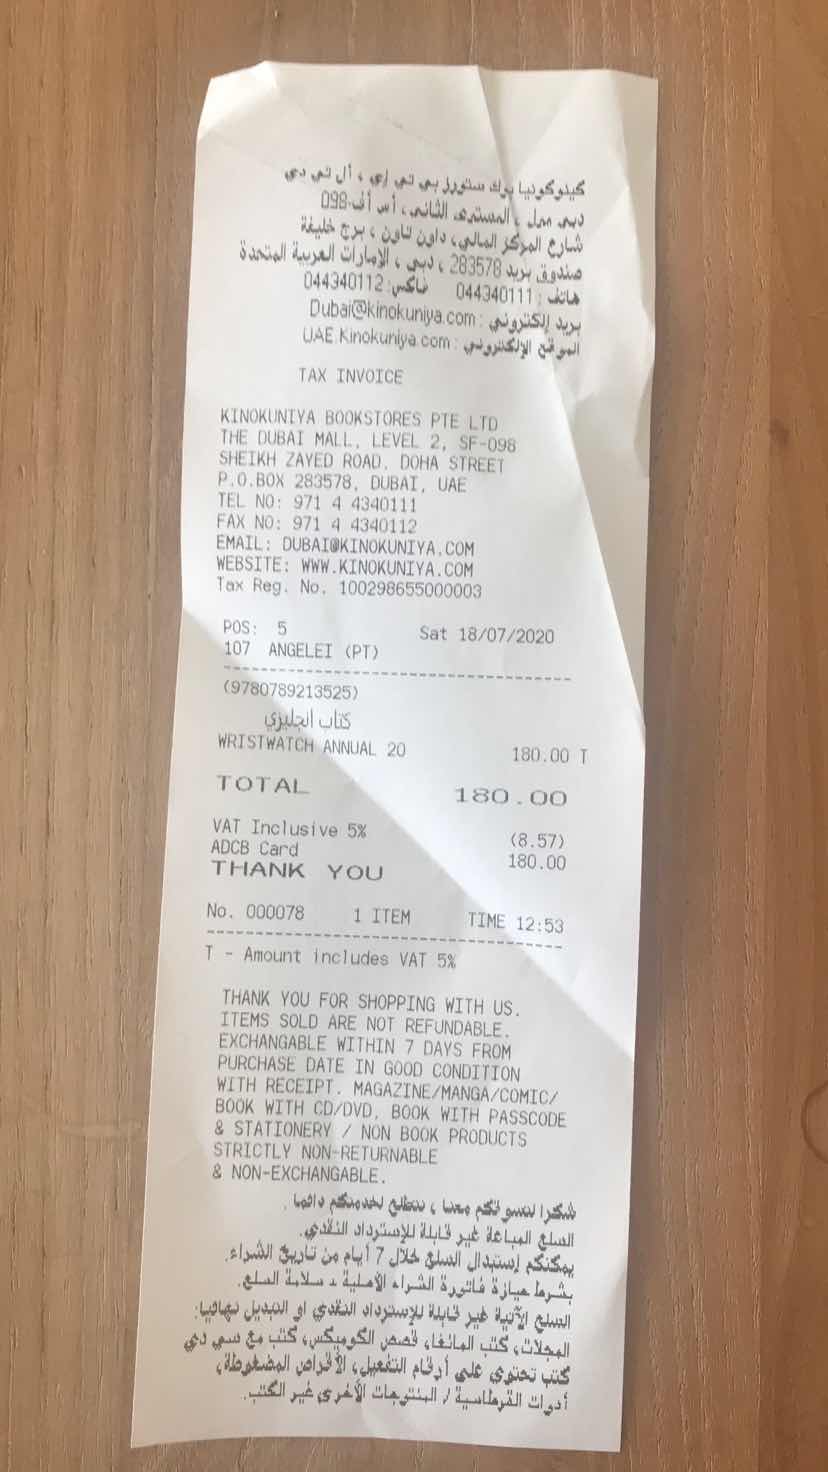 كينوكونيا بوك ستورز بي تي إي ، أل تي دي
دبي مول ، المستوى الثاني، أس أف-098
شارع المركز المالي، داون تاون ، برج خليفة
صندوق بريد 283578 ، دبي ، الإمارات العربية المتحدة
هاتف : 044340111 فاكس: 044340112
بريد إلكتروني : Dubai@kinokuniya.com
الموقع الإلكتروني : UAE.Kinokuniya.com
TAX INVOICE
KINOKUNIYA BOOKSTORES PTE LTD
THE DUBAI MALL, LEVEL 2, SF-098
SHEIKH ZAYED ROAD, DOHA STREET
P.O.BOX 283578, DUBAI, UAE
TEL NO: 971 4 4340111
FAX NO: 971 4 4340112
EMAIL: DUBAI@KINOKUNIYA.COM
WEBSITE: WWW.KINOKUNIYA.COM
Tax Reg. No. 100298655000003
POS: 5 Sat 18/07/2020
107 ANGELEI (PT)
(9780789213525)
كتاب انجليزي
WRISTWATCH ANNUAL 20 180.00 T
TOTAL 180.00
VAT Inclusive 5% (8.57)
ADCB Card 180.00
THANK YOU
No. 000078 1 ITEM TIME 12:53
T - Amount includes VAT 5%
THANK YOU FOR SHOPPING WITH US.
ITEMS SOLD ARE NOT REFUNDABLE.
EXCHANGABLE WITHIN 7 DAYS FROM
PURCHASE DATE IN GOOD CONDITION
WITH RECEIPT. MAGAZINE/MANGA/COMIC/
BOOK WITH CD/DVD, BOOK WITH PASSCODE
& STATIONERY / NON BOOK PRODUCTS
STRICTLY NON-RETURNABLE
& NON-EXCHANGABLE.
شكرا لتسوقكم معنا ، نتطلع لخدمتكم دائما .
السلع المباعة غير قابلة للإسترداد النقدي.
يمكنكم إستبدال السلع خلال 7 أيام من تاريخ الشراء.
بشرط حيازة فاتورة الشراء الأصلية و سلامة السلع.
السلع الآتية غير قابلة للإسترداد النقدي او التبديل نهائيا:
المجلات، كتب المانغا، قصص الكوميكس، كتب مع سي دي
كتب تحتوي على أرقام التفعيل، الأقراص المضغوطة،
أدوات القرطاسية / المنتوجات الأخرى غير الكتب.